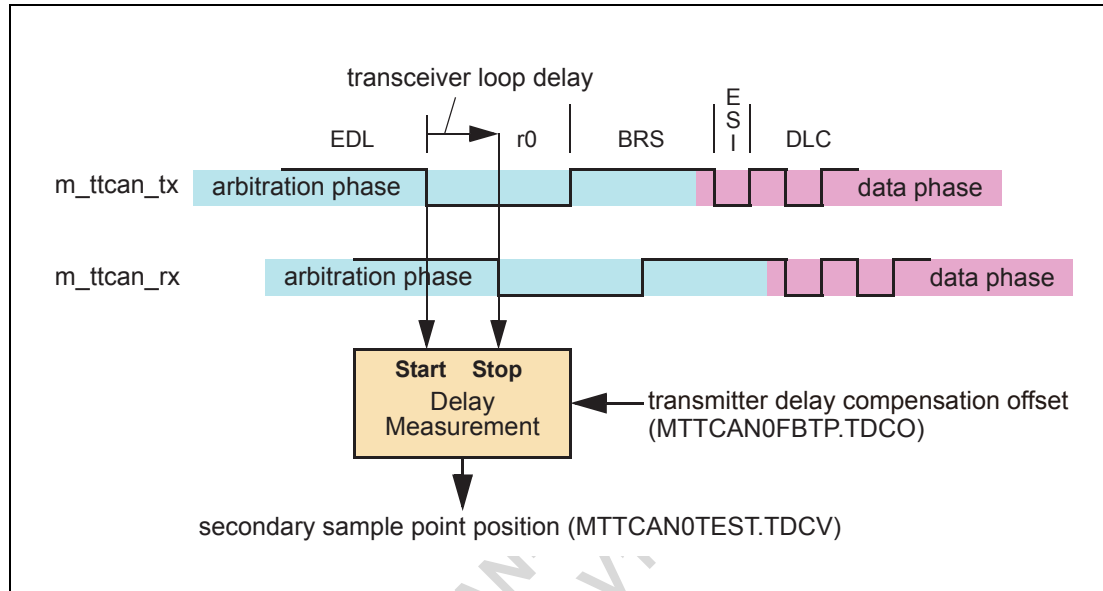 transceiver loop delay
EDL r0 BRS ESI DLC
m_ttcan_tx arbitration phase data phase
m_ttcan_rx arbitration phase data phase
Start Stop
Delay
Measurement
transmitter delay compensation offset
(MTTCAN0FBTP.TDCO)
secondary sample point position (MTTCAN0TEST.TDCV)